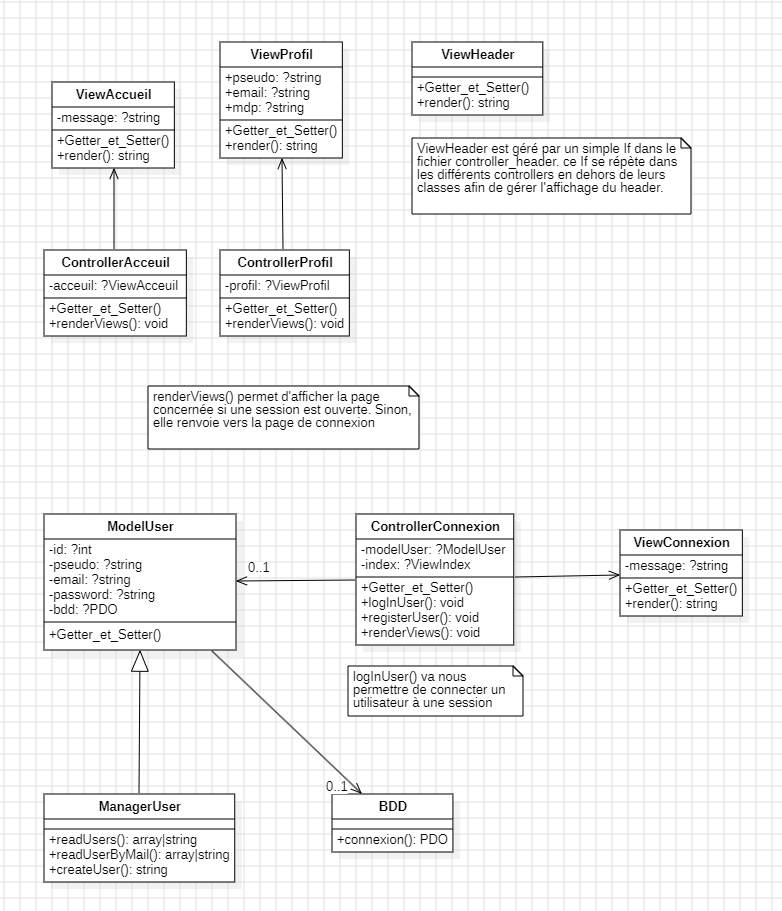 ViewAccueil
-message: ?string
+Getter_et_Setter()
+render(): string
ViewProfil
+pseudo: ?string
+email: ?string
+mdp: ?string
+Getter_et_Setter()
+render(): string
ViewHeader
+Getter_et_Setter()
+render(): string
ViewHeader est géré par un simple If dans le
fichier controller_header. ce If se répète dans
les différents controllers en dehors de leurs
classes afin de gérer l'affichage du header.
ControllerAcceuil
-acceuil: ?ViewAcceuil
+Getter_et_Setter()
+renderViews(): void
ControllerProfil
-profil: ?ViewProfil
+Getter_et_Setter()
+renderViews(): void
renderViews() permet d'afficher la page
concernée si une session est ouverte. Sinon,
elle renvoie vers la page de connexion
ModelUser
-id: ?int
-pseudo: ?string
-email: ?string
-password: ?string
-bdd: ?PDO
+Getter_et_Setter()
0..1
ControllerConnexion
-modelUser: ?ModelUser
-index: ?ViewIndex
+Getter_et_Setter()
+logInUser(): void
+registerUser(): void
+renderViews(): void
ViewConnexion
-message: ?string
+Getter_et_Setter()
+render(): string
logInUser() va nous
permettre de connecter un
utilisateur à une session
ManagerUser
+readUsers(): array|string
+readUserByMail(): array|string
+createUser(): string
0..1
BDD
+connexion(): PDO